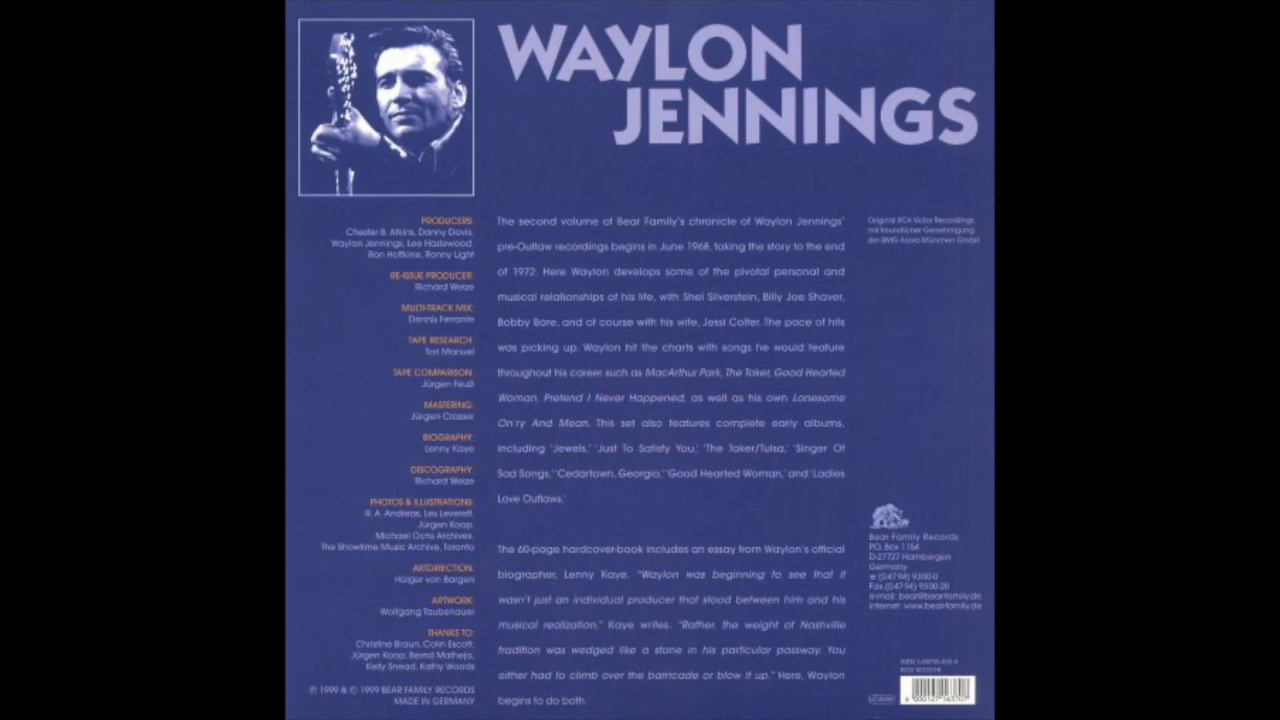 WAYLON
JENNINGS
PRODUCERS:
Chester B. Atkins, Danny Davis,
Waylon Jennings, Lee Hazlewood,
Ron Haffkine, Ronny Light
RE-ISSUE PRODUCER:
Richard Weize
MULTI-TRACK MIX:
Dennis Ferrante
TAPE RESEARCH:
Tori Manuel
TAPE COMPARISON:
Jürgen Feuß
MASTERING:
Jürgen Crasser
BIOGRAPHY:
Lenny Kaye
DISCOGRAPHY:
Richard Weize
PHOTOS & ILLUSTRATIONS:
R. A. Andreas, Les Leverett,
Jürgen Koop,
Michael Ochs Archives,
The Showtime Music Archive, Toronto
ARTDIRECTION:
Holger von Bargen
ARTWORK:
Wolfgang Taubenauer
THANKS TO:
Christine Braun, Colin Escott,
Jürgen Koop, Bernd Matheja,
Kelly Snead, Kathy Woods
℗ 1999 & © 1999 BEAR FAMILY RECORDS
MADE IN GERMANY
The second volume of Bear Family's chronicle of Waylon Jennings'
pre-Outlaw recordings begins in June 1968, taking the story to the end
of 1972. Here Waylon develops some of the pivotal personal and
musical relationships of his life, with Shel Silverstein, Billy Joe Shaver,
Bobby Bare, and of course with his wife, Jessi Colter. The pace of hits
was picking up. Waylon hit the charts with songs he would feature
throughout his career such as MacArthur Park, The Taker, Good Hearted
Woman, Pretend I Never Happened, as well as his own Lonesome
On'ry And Mean. This set also features complete early albums,
including 'Jewels,' 'Just To Satisfy You,' 'The Taker/Tulsa,' 'Singer Of
Sad Songs,' 'Cedartown, Georgia,' 'Good Hearted Woman,' and 'Ladies
Love Outlaws.'
The 60-page hardcover-book includes an essay from Waylon's official
biographer, Lenny Kaye. "Waylon was beginning to see that it
wasn't just an individual producer that stood between him and his
musical realization," Kaye writes. "Rather, the weight of Nashville
tradition was wedged like a stone in his particular passway. You
either had to climb over the barricade or blow it up." Here, Waylon
begins to do both.
Original RCA Victor Recordings
mit freundlicher Genehmigung
der BMG Ariola München GmbH
Bear Family Records
P.O. Box 1154
D-27727 Hambergen
Germany
☎ (04794) 9300-0
Fax (04794) 9300-20
e-mail: bear@bear-family.de
internet: www.bear-family.de